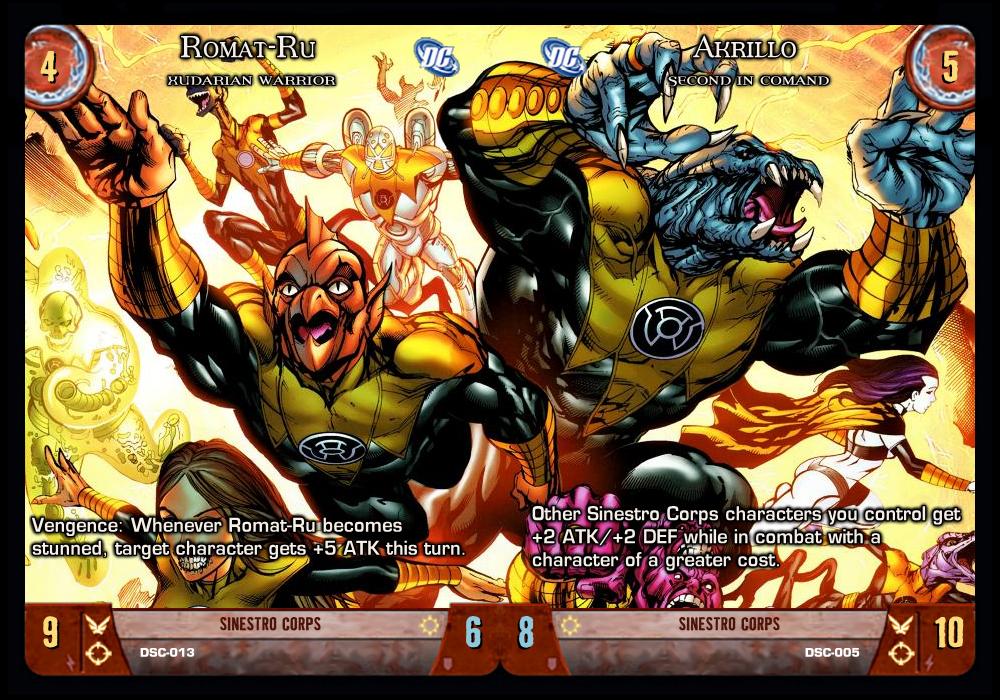 4
Romat-Ru
XUDARIAN WARRIOR
DC
DC
Akrillo
SECOND IN COMAND
5
Vengence: Whenever Romat-Ru becomes
stunned, target character gets +5 ATK this turn.
Other Sinestro Corps characters you control get
+2 ATK/+2 DEF while in combat with a
character of a greater cost.
9
SINESTRO CORPS
DSC-013
6
8
SINESTRO CORPS
DSC-005
10